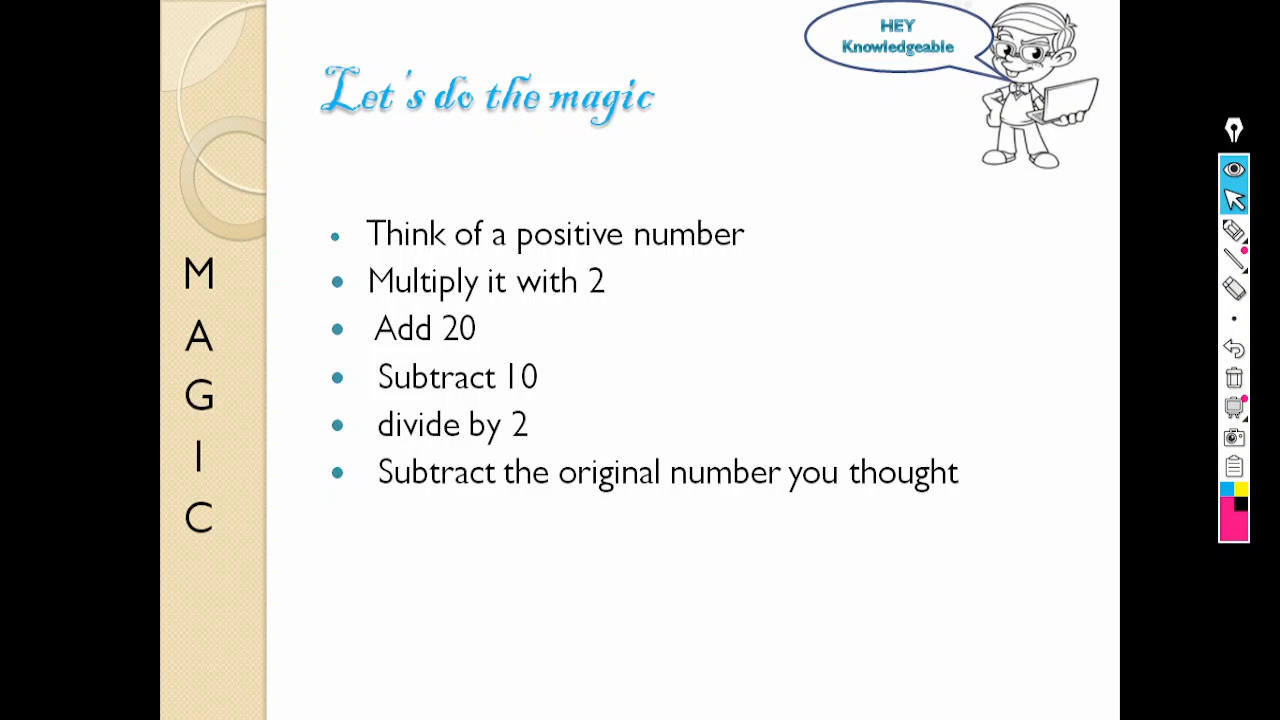 HEY
Knowledgeable
Let's do the magic
Think of a positive number
Multiply it with 2
Add 20
Subtract 10
divide by 2
Subtract the original number you thought
M
A
G
I
C